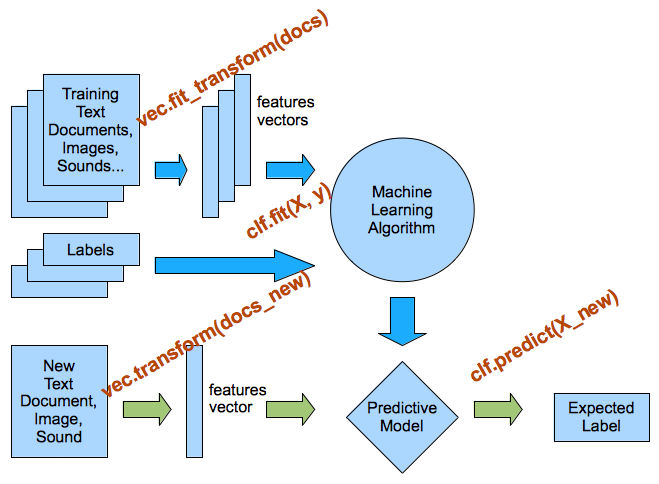 vec.fit_transform(docs)
Training
Text
Documents,
Images,
Sounds...
features
vectors
Machine
Learning
Algorithm
clf.fit(X, y)
Labels
vec.transform(docs_new)
clf.predict(X_new)
New
Text
Document,
Image,
Sound
features
vector
Predictive
Model
Expected
Label